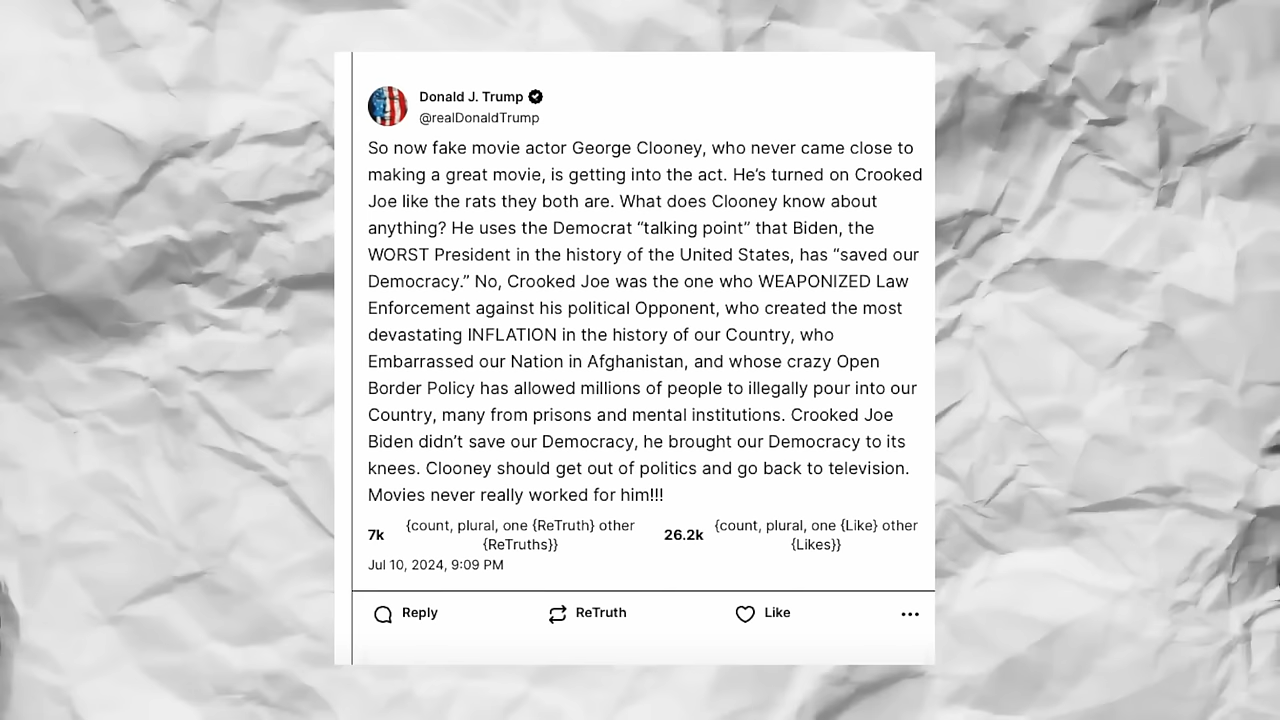 Donald J. Trump
@realDonaldTrump
So now fake movie actor George Clooney, who never came close to
making a great movie, is getting into the act. He’s turned on Crooked
Joe like the rats they both are. What does Clooney know about
anything? He uses the Democrat “talking point” that Biden, the
WORST President in the history of the United States, has “saved our
Democracy.” No, Crooked Joe was the one who WEAPONIZED Law
Enforcement against his political Opponent, who created the most
devastating INFLATION in the history of our Country, who
Embarrassed our Nation in Afghanistan, and whose crazy Open
Border Policy has allowed millions of people to illegally pour into our
Country, many from prisons and mental institutions. Crooked Joe
Biden didn’t save our Democracy, he brought our Democracy to its
knees. Clooney should get out of politics and go back to television.
Movies never really worked for him!!!
7k {count, plural, one {ReTruth} other {ReTruths}} 26.2k {count, plural, one {Like} other {Likes}}
Jul 10, 2024, 9:09 PM
Reply ReTruth Like